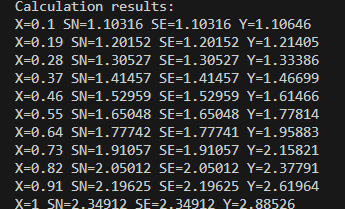 Calculation results:
X=0.1 SN=1.10316 SE=1.10316 Y=1.10646
X=0.19 SN=1.20152 SE=1.20152 Y=1.21405
X=0.28 SN=1.30527 SE=1.30527 Y=1.33386
X=0.37 SN=1.41457 SE=1.41457 Y=1.46699
X=0.46 SN=1.52959 SE=1.52959 Y=1.61466
X=0.55 SN=1.65048 SE=1.65048 Y=1.77814
X=0.64 SN=1.77742 SE=1.77741 Y=1.95883
X=0.73 SN=1.91057 SE=1.91057 Y=2.15821
X=0.82 SN=2.05012 SE=2.05012 Y=2.37791
X=0.91 SN=2.19625 SE=2.19625 Y=2.61964
X=1 SN=2.34912 SE=2.34912 Y=2.88526